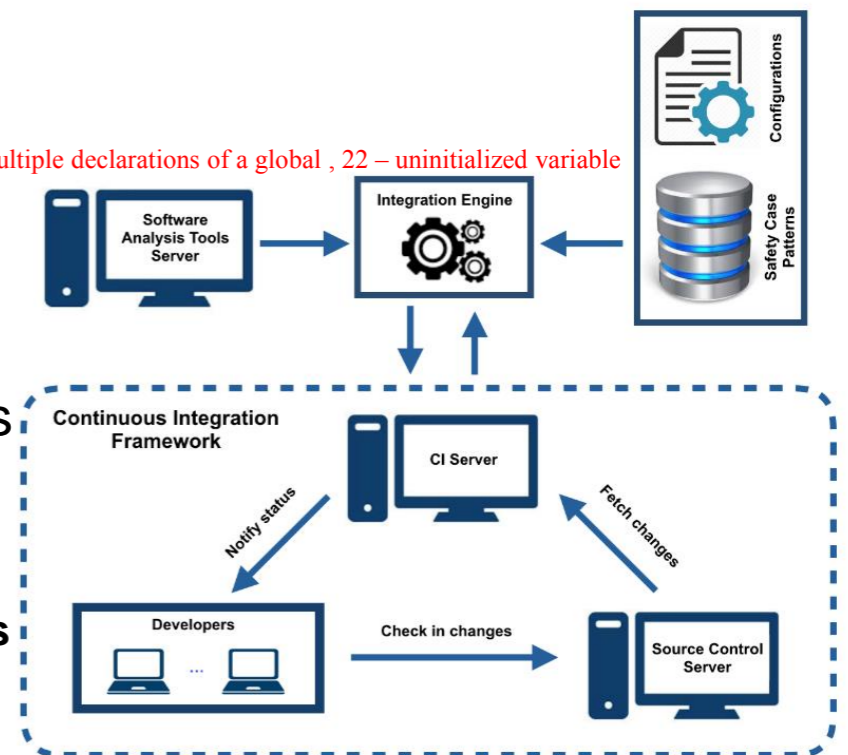 Configurations
Safety Case
Patterns
ultiple declarations of a global , 22 – uninitialized variable
Software
Analysis Tools
Server
Integration Engine
s
Continuous Integration
Framework
CI Server
Notify status
Fetch changes
s
Developers
...
Check in changes
Source Control
Server